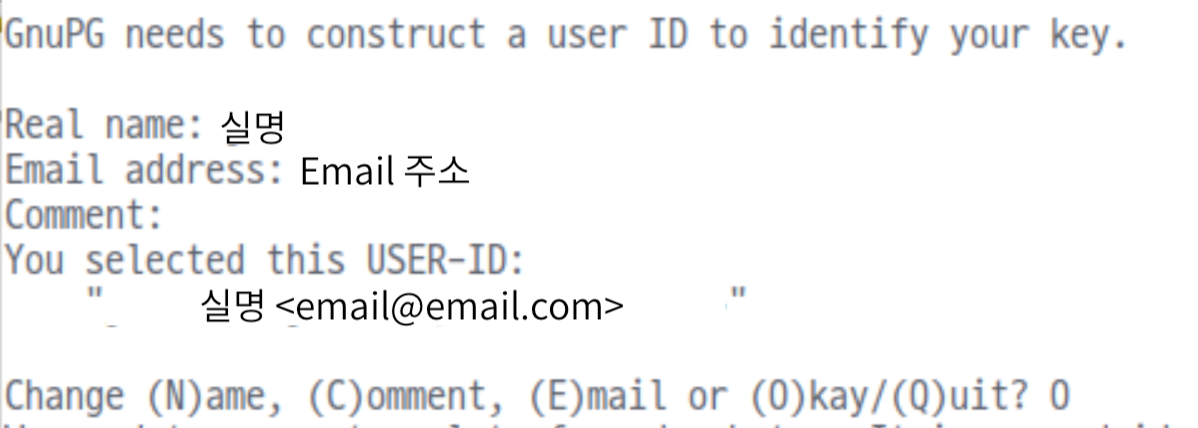 GnuPG needs to construct a user ID to identify your key.
Real name: 실명
Email address: Email 주소
Comment:
You selected this USER-ID:
" 실명 <email@email.com> "
Change (N)ame, (C)omment, (E)mail or (O)kay/(Q)uit? O